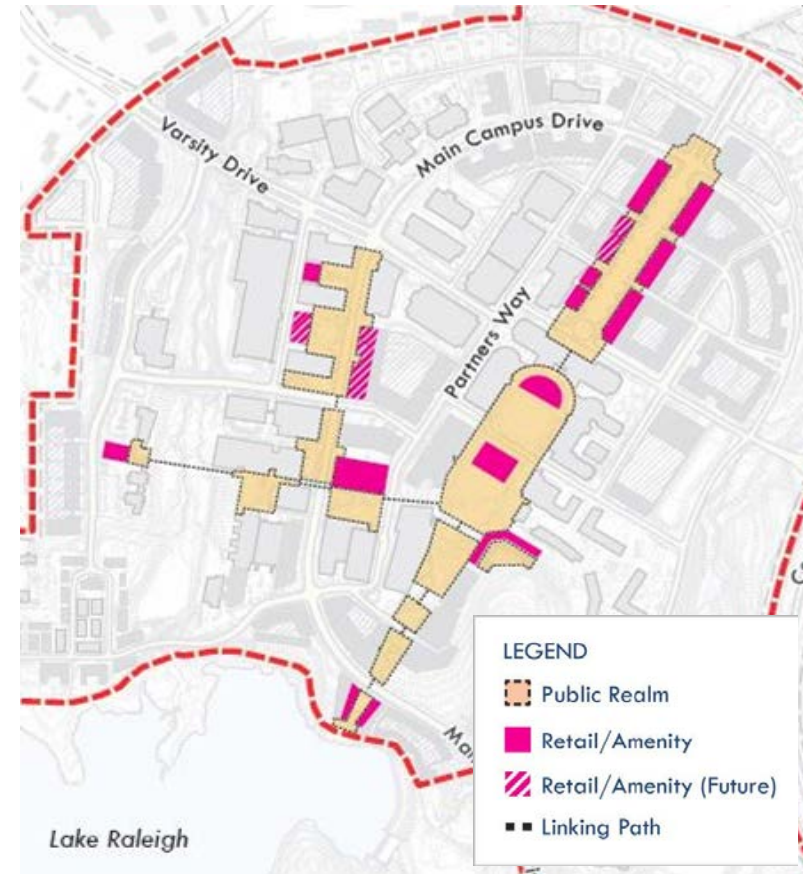 Varsity Drive
Main Campus Drive
Partners Way
LEGEND
Public Realm
Retail/Amenity
Retail/Amenity (Future)
Linking Path
Lake Raleigh